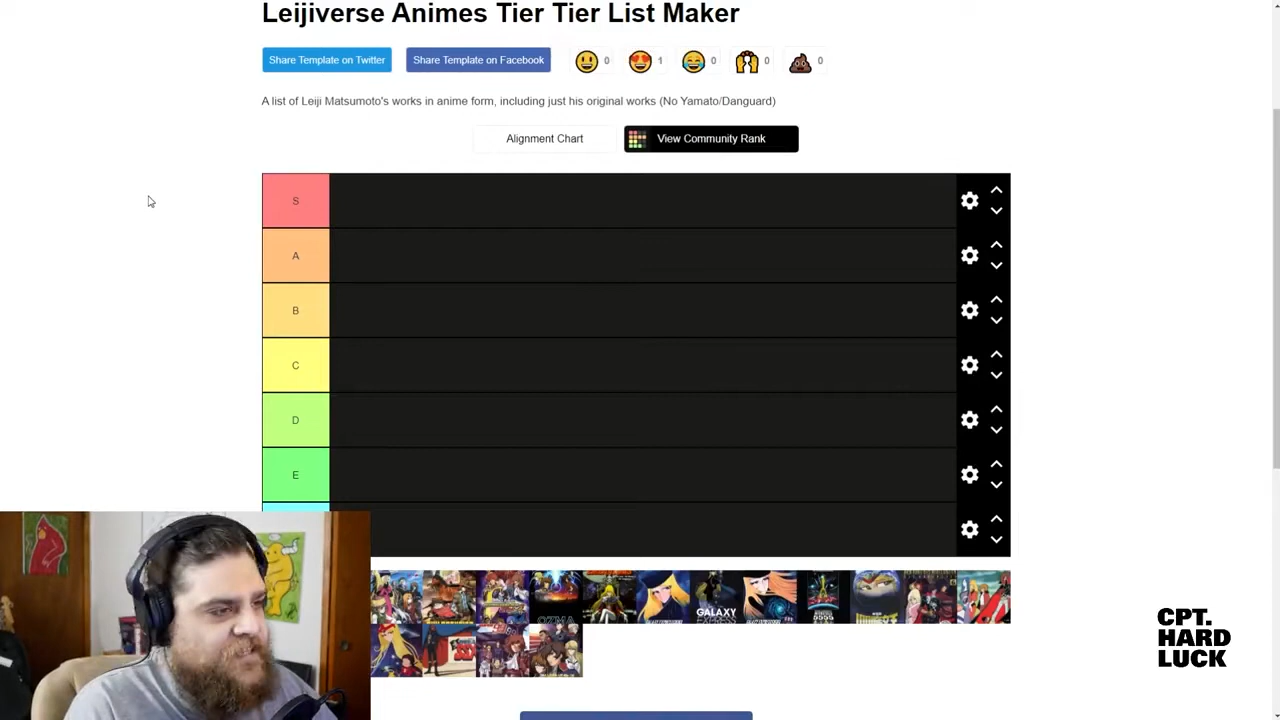 Leijiverse Animes Tier Tier List Maker
Share Template on Twitter
Share Template on Facebook
0
1
0
0
0
A list of Leiji Matsumoto's works in anime form, including just his original works (No Yamato/Danguard)
Alignment Chart
View Community Rank
S
A
B
C
D
E
OZMA
GALAXY
EXPRESS
CPT.
HARD
LUCK